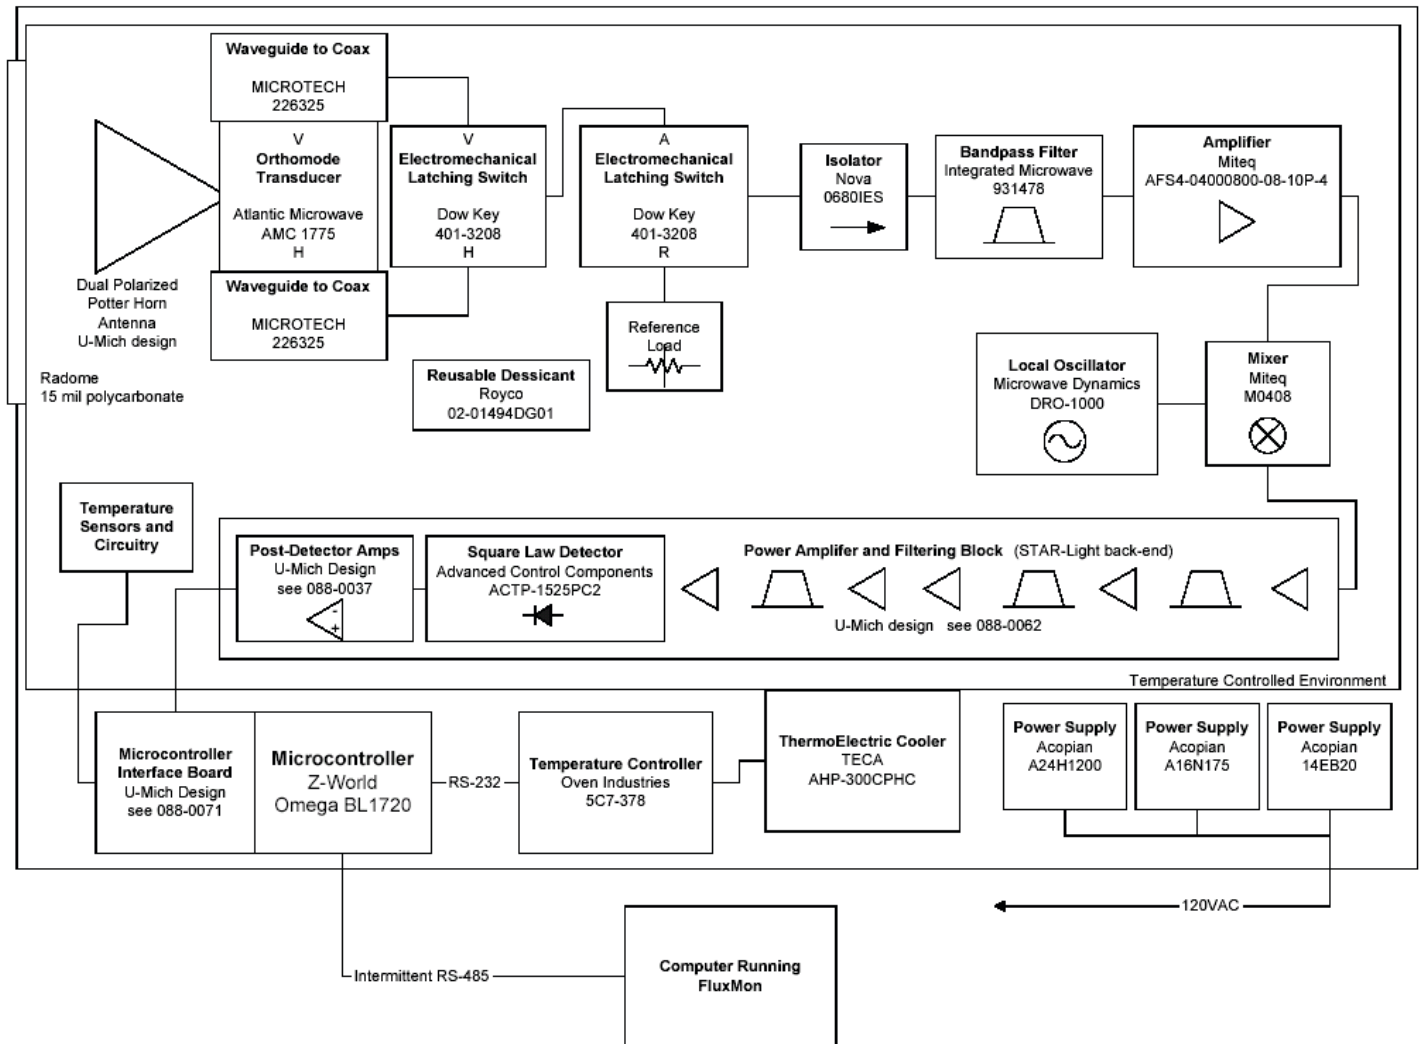 Waveguide to Coax
MICROTECH
226325
V
Orthomode
Transducer
Atlantic Microwave
AMC 1775
H
Waveguide to Coax
MICROTECH
226325
Dual Polarized
Potter Horn
Antenna
U-Mich design
Radome
15 mil polycarbonate
V
Electromechanical
Latching Switch
Dow Key
401-3208
H
A
Electromechanical
Latching Switch
Dow Key
401-3208
R
Reference
Load
Reusable Dessicant
Royco
02-01494DG01
Isolator
Nova
0680IES
Bandpass Filter
Integrated Microwave
931478
Amplifier
Miteq
AFS4-04000800-08-10P-4
Local Oscillator
Microwave Dynamics
DRO-1000
Mixer
Miteq
M0408
Temperature
Sensors and
Circuitry
Post-Detector Amps
U-Mich Design
see 088-0037
-
+
Square Law Detector
Advanced Control Components
ACTP-1525PC2
Power Amplifer and Filtering Block (STAR-Light back-end)
U-Mich design see 088-0062
Temperature Controlled Environment
Microcontroller
Interface Board
U-Mich Design
see 088-0071
Microcontroller
Z-World
Omega BL1720
RS-232
Temperature Controller
Oven Industries
5C7-378
ThermoElectric Cooler
TECA
AHP-300CPHC
Power Supply
Acopian
A24H1200
Power Supply
Acopian
A16N175
Power Supply
Acopian
14EB20
120VAC
Intermittent RS-485
Computer Running
FluxMon